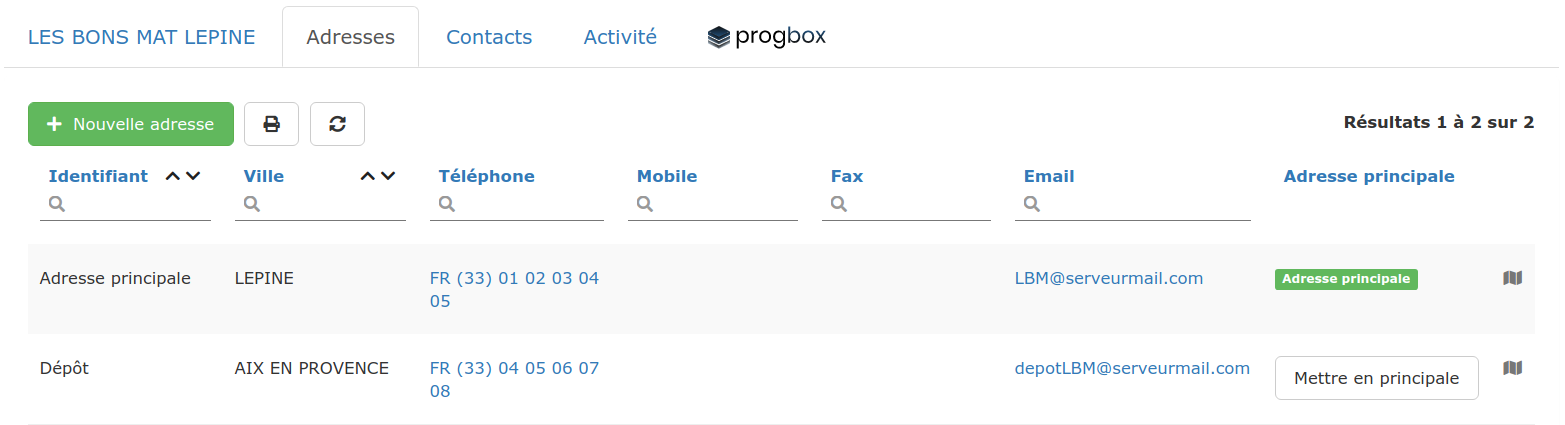 LES BONS MAT LEPINE Adresses Contacts Activité progbox
Nouvelle adresse Résultats 1 à 2 sur 2
Identifiant Ville Téléphone Mobile Fax Email Adresse principale
Adresse principale LEPINE FR (33) 01 02 03 04 LBM@serveurmail.com Adresse principale
05
Dépôt AIX EN PROVENCE FR (33) 04 05 06 07 depotLBM@serveurmail.com Mettre en principale
08